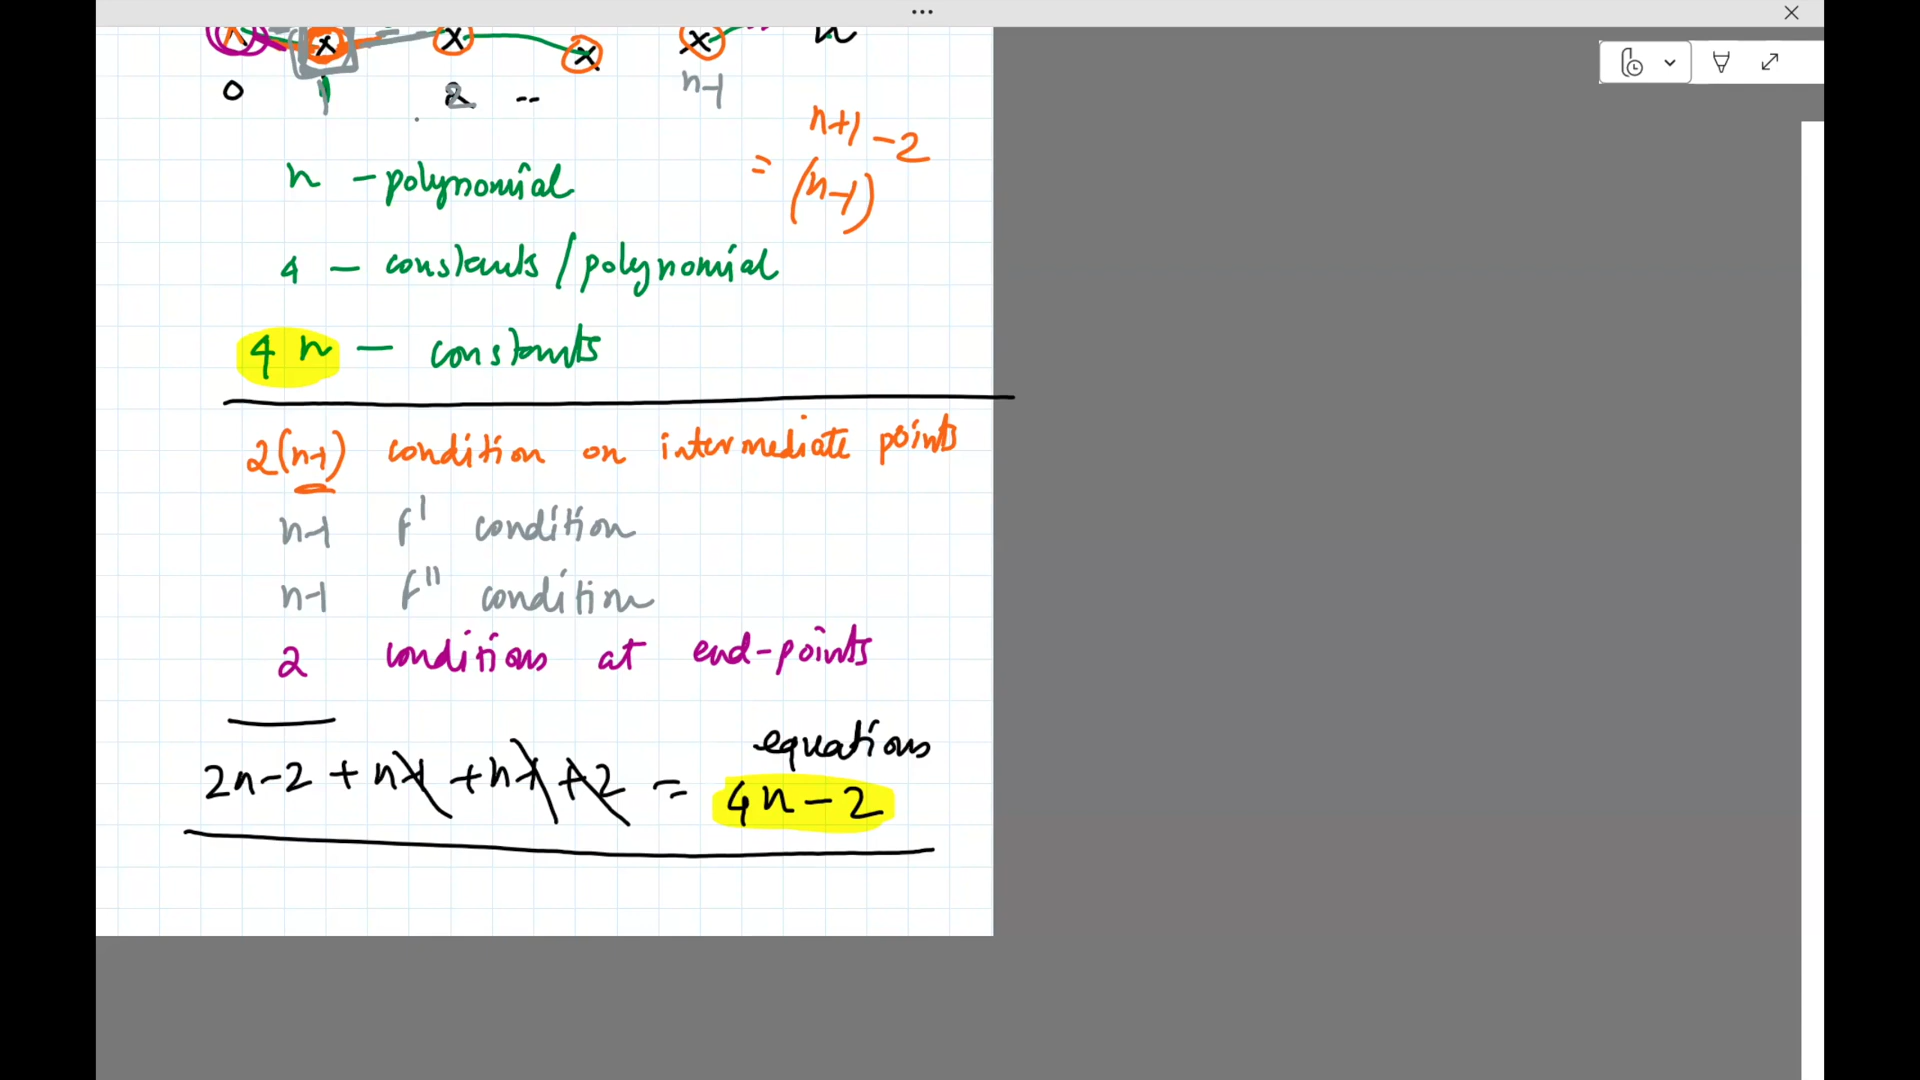 0 1 2 -- n-1 n
n+1 -2
= (n-1)
n - polynomial
4 - constants / polynomial
4 n - constants
2(n-1) condition on intermediate points
n-1 f' condition
n-1 f'' condition
2 conditions at end-points
equations
2n-2 + n-1 + n-1 + 2 = 4n-2